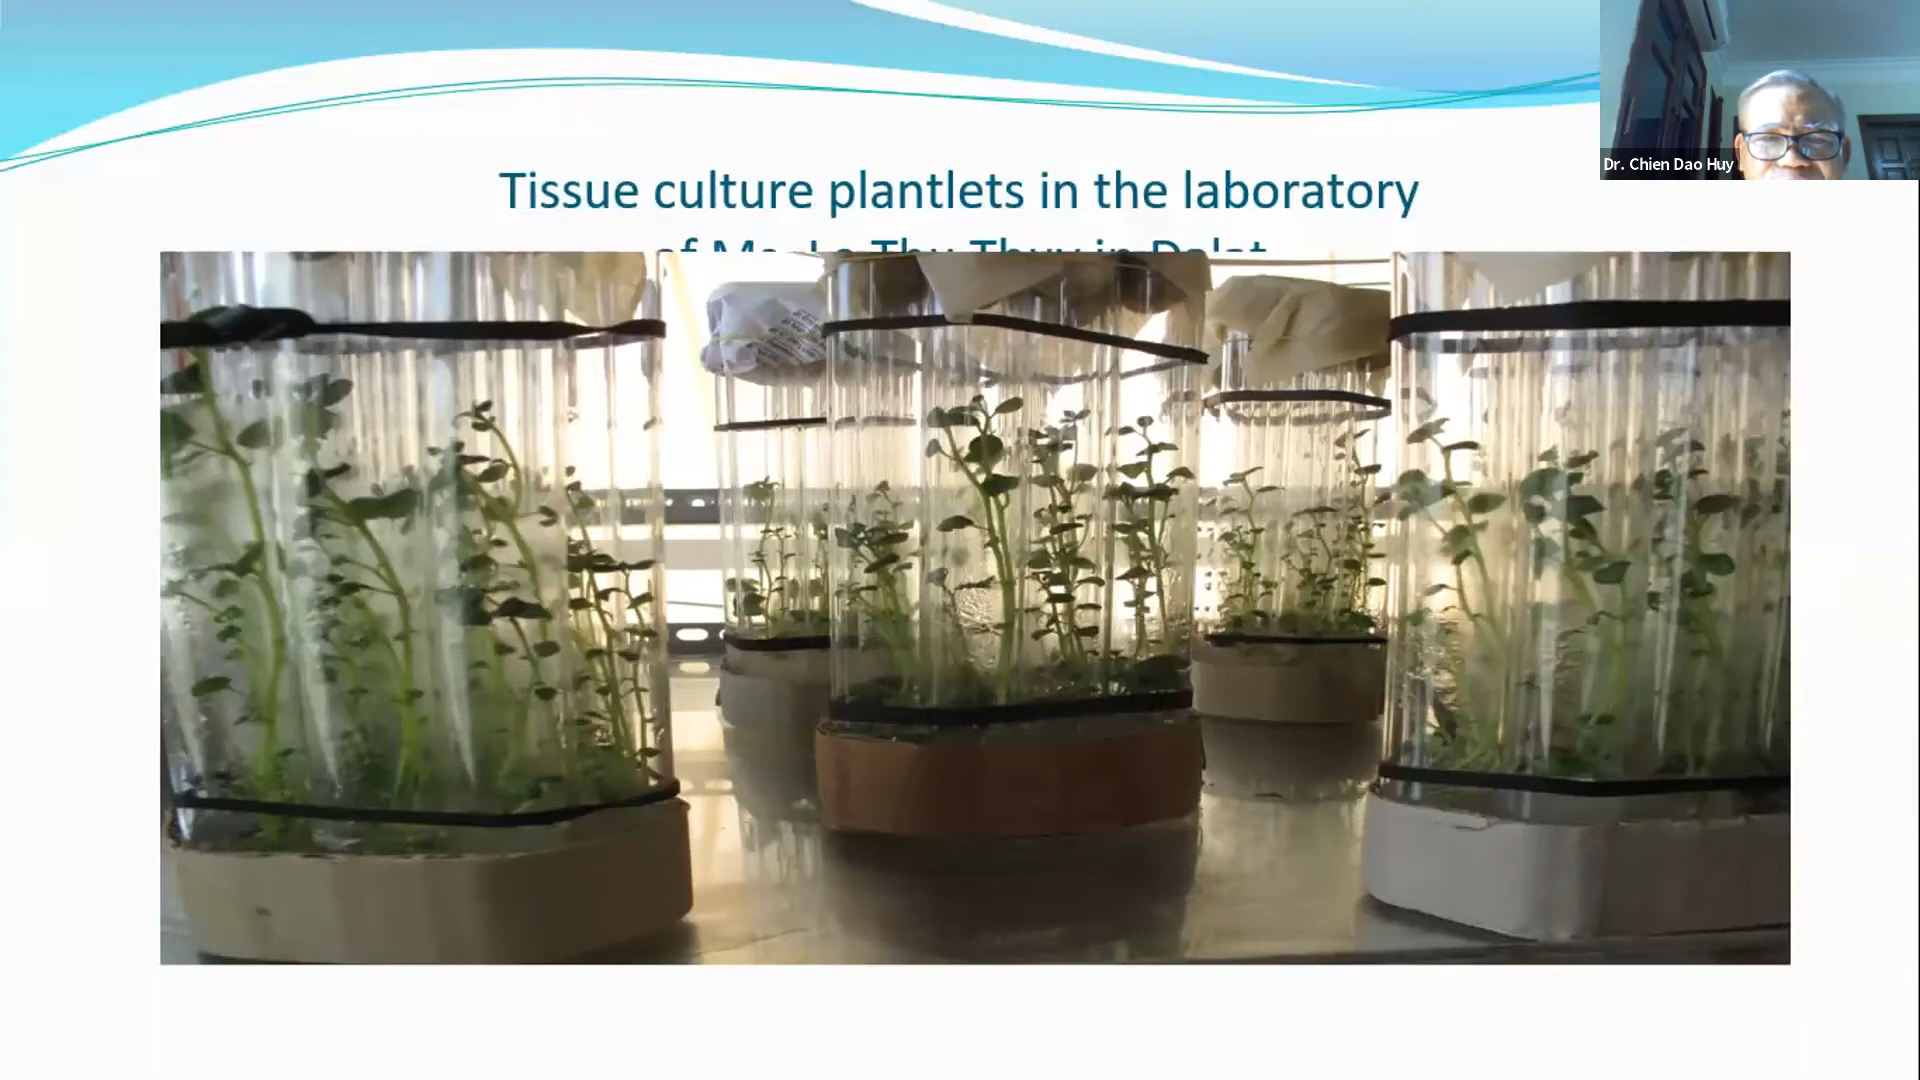 Tissue culture plantlets in the laboratory
of Ms. Le Thu Thuy in Dalat
Dr. Chien Dao Huy